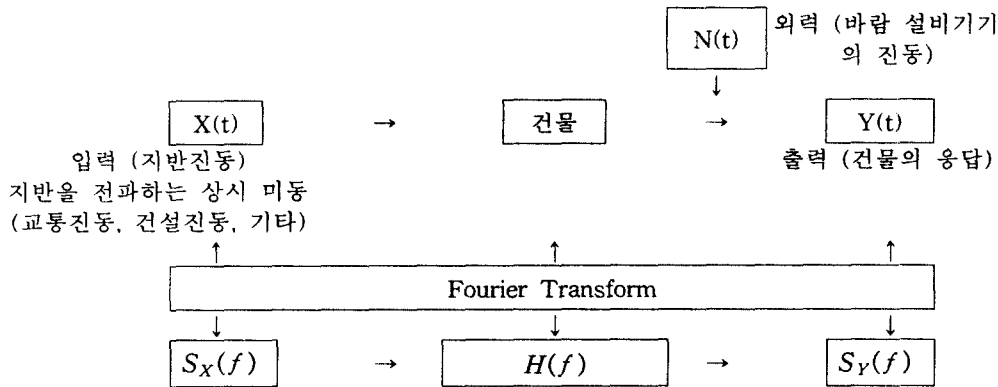 N(t)
외력 (바람 설비기기
의 진동)
X(t) → 건물 → Y(t)
입력 (지반진동)
지반을 전파하는 상시 미동
(교통진동, 건설진동, 기타)
출력 (건물의 응답)
Fourier Transform
S_X(f) → H(f) → S_Y(f)